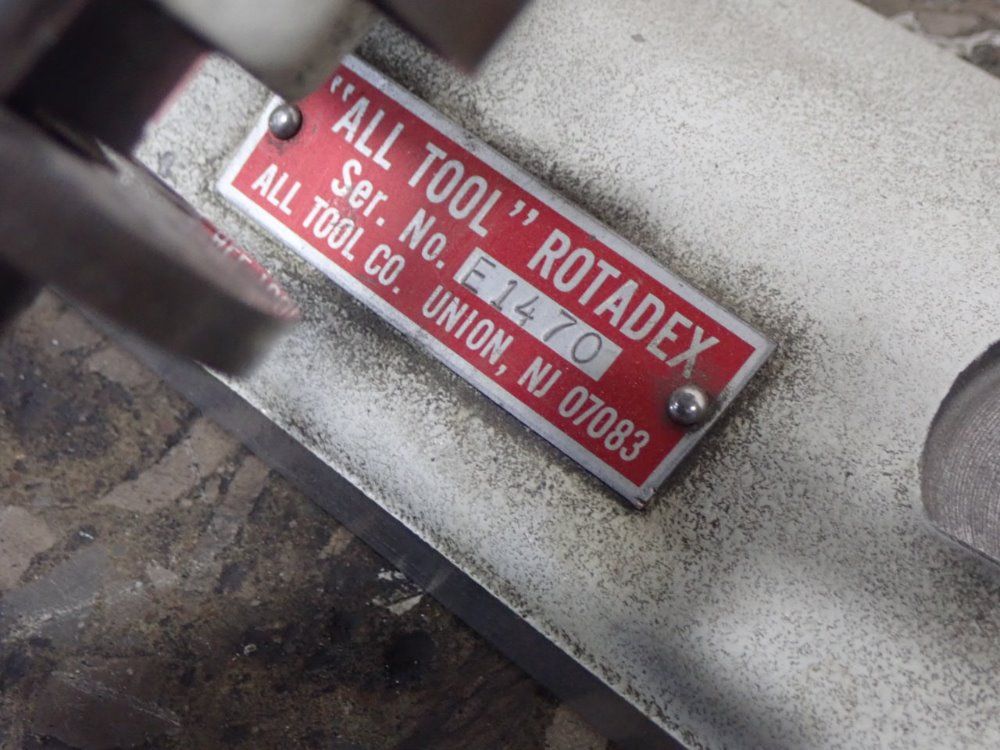 "ALL TOOL" ROTADEX
Ser. No. E1470
ALL TOOL CO. UNION, NJ 07083